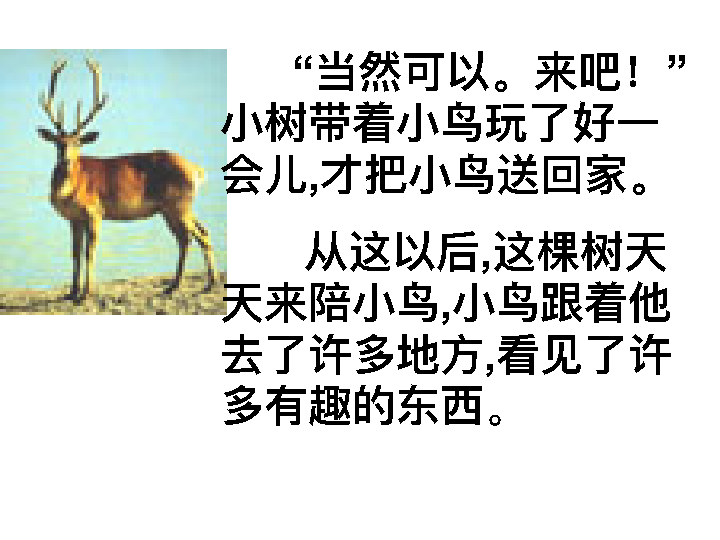 “当然可以。来吧！”
小树带着小鸟玩了好一
会儿,才把小鸟送回家。
从这以后,这棵树天
天来陪小鸟,小鸟跟着他
去了许多地方,看见了许
多有趣的东西。